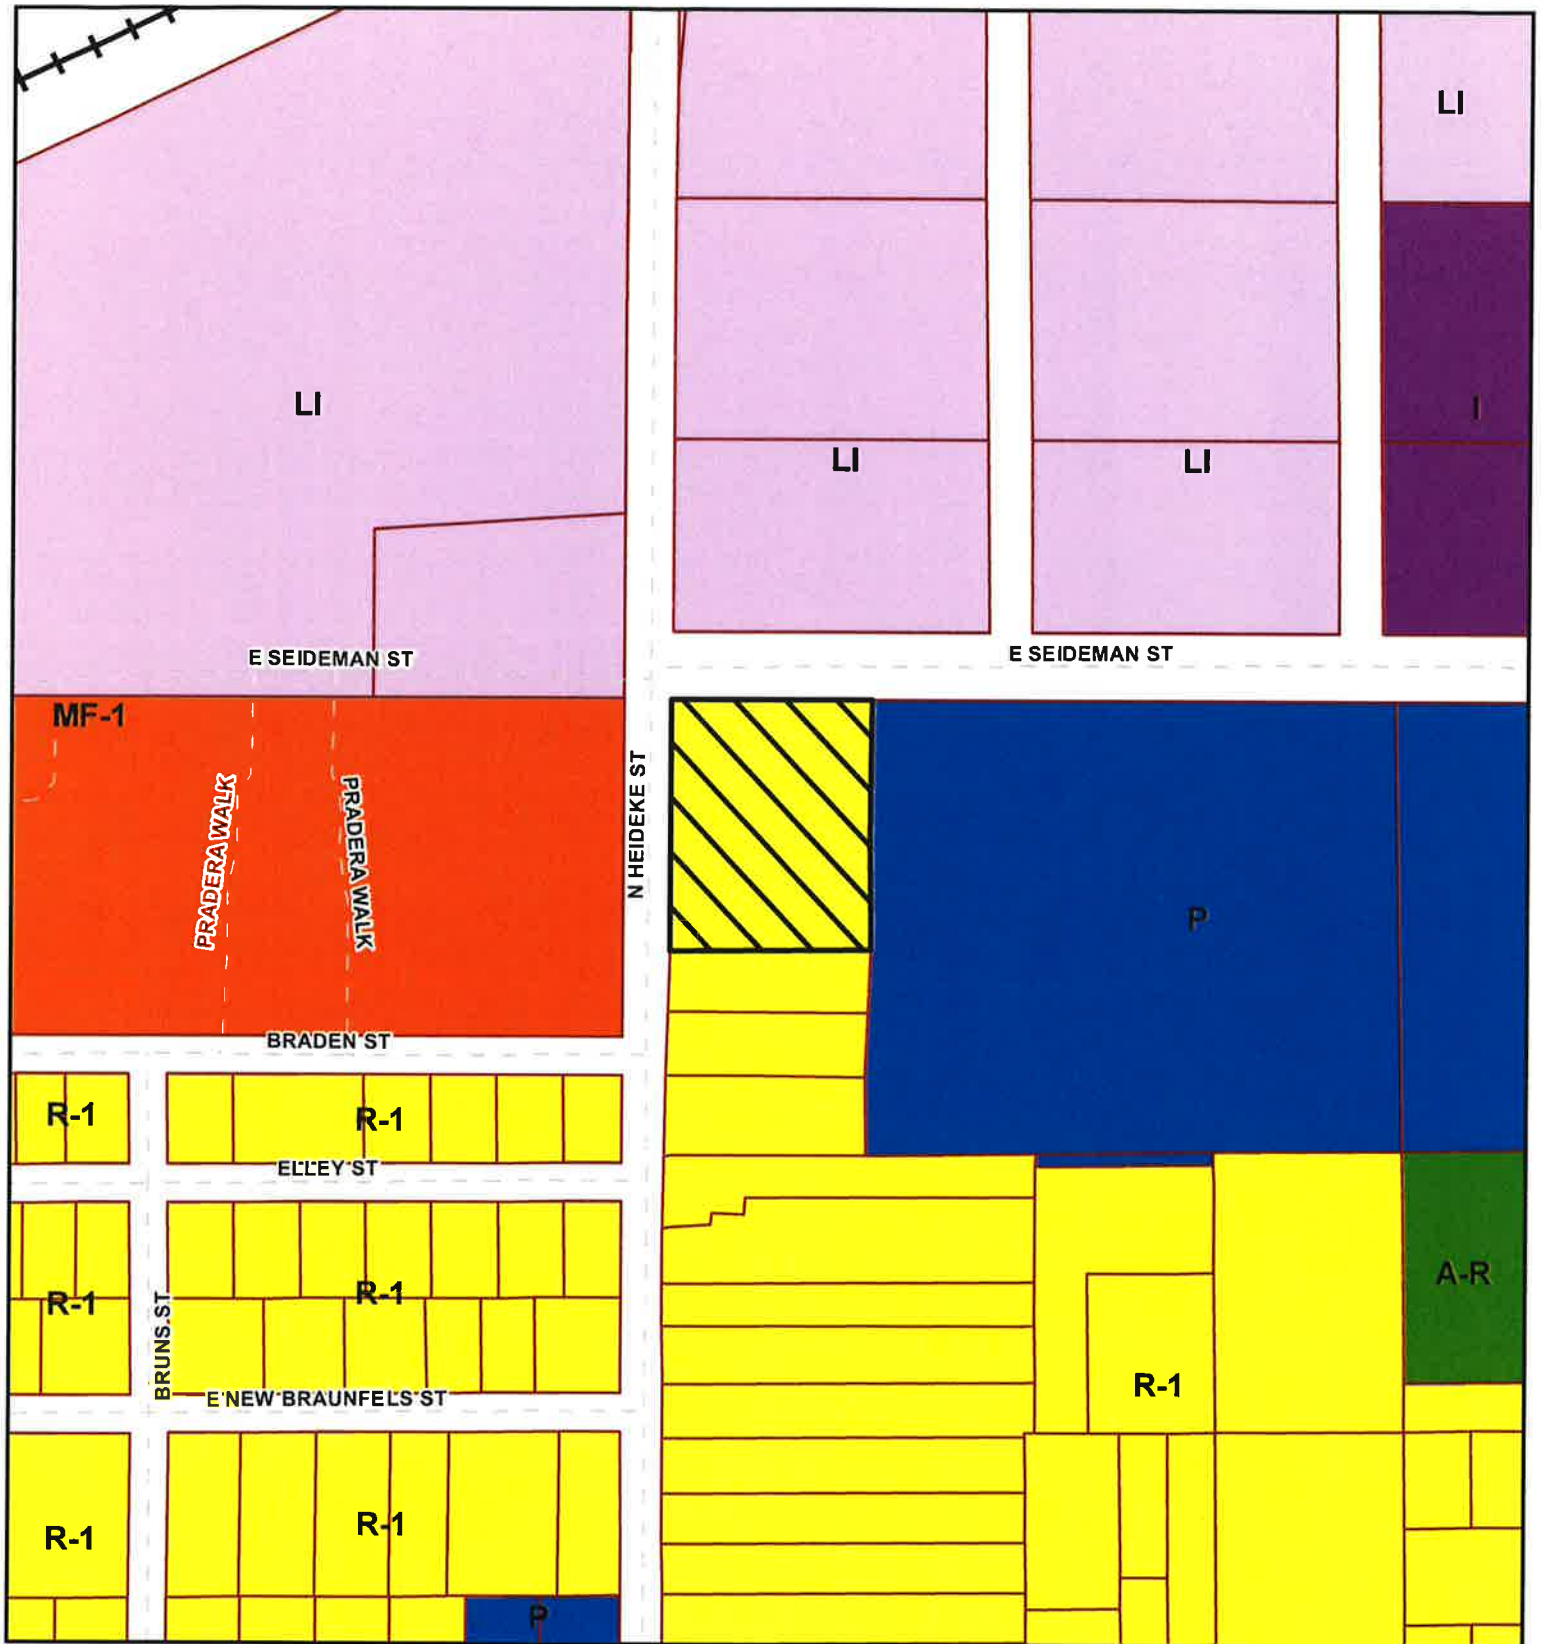 LI
LI
I
LI
LI
E SEIDEMAN ST
E SEIDEMAN ST
MF-1
PRADERA WALK
PRADERA WALK
N HEIDEKE ST
P
BRADEN ST
R-1
R-1
ELLEY ST
R-1
R-1
A-R
BRUNS ST
R-1
E NEW BRAUNFELS ST
R-1
R-1
P